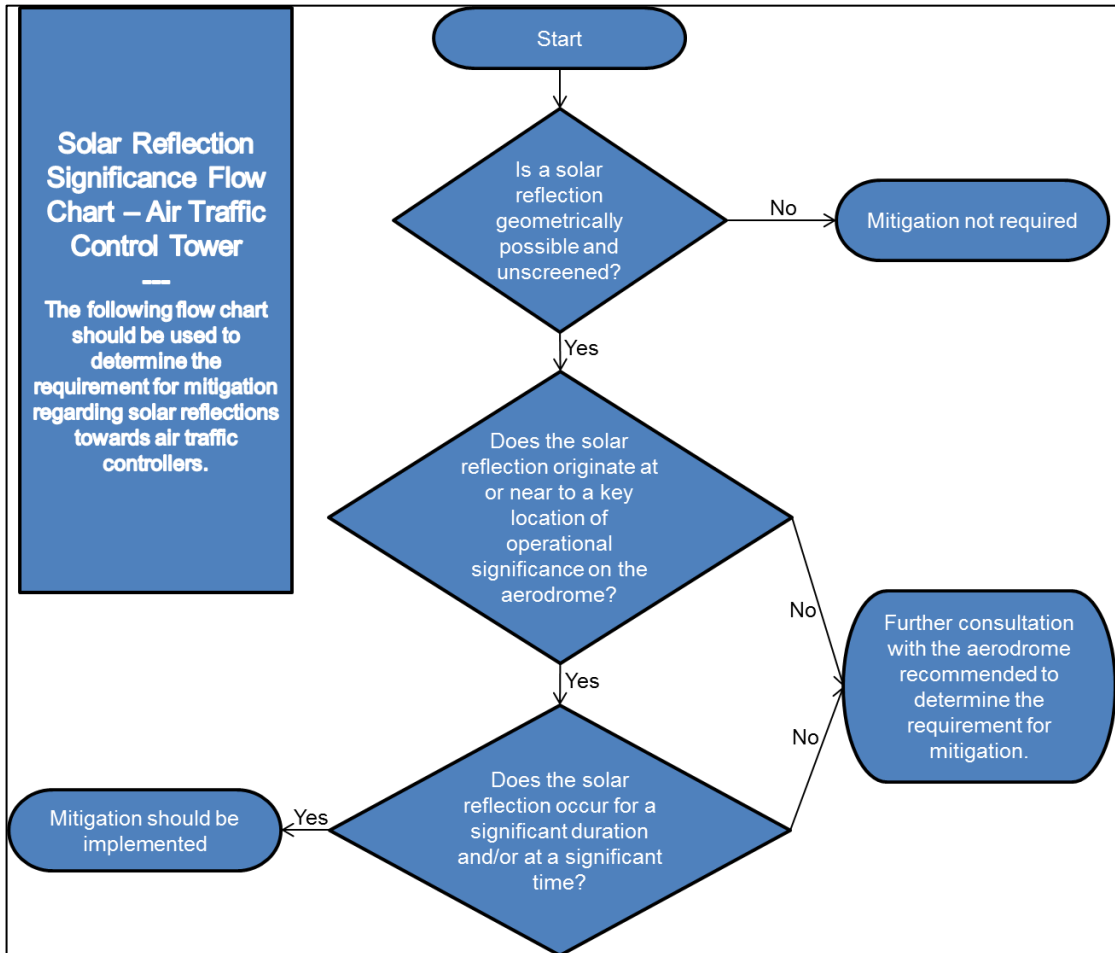 Solar Reflection
Significance Flow
Chart – Air Traffic
Control Tower
---
The following flow chart
should be used to
determine the
requirement for mitigation
regarding solar reflections
towards air traffic
controllers.
Start
Is a solar
reflection
geometrically
possible and
unscreened?
No
Mitigation not required
Yes
Does the solar
reflection originate at
or near to a key
location of
operational
significance on the
aerodrome?
No
Further consultation
with the aerodrome
recommended to
determine the
requirement for
mitigation.
Yes
No
Does the solar
reflection occur for a
significant duration
and/or at a significant
time?
Yes
Mitigation should be
implemented